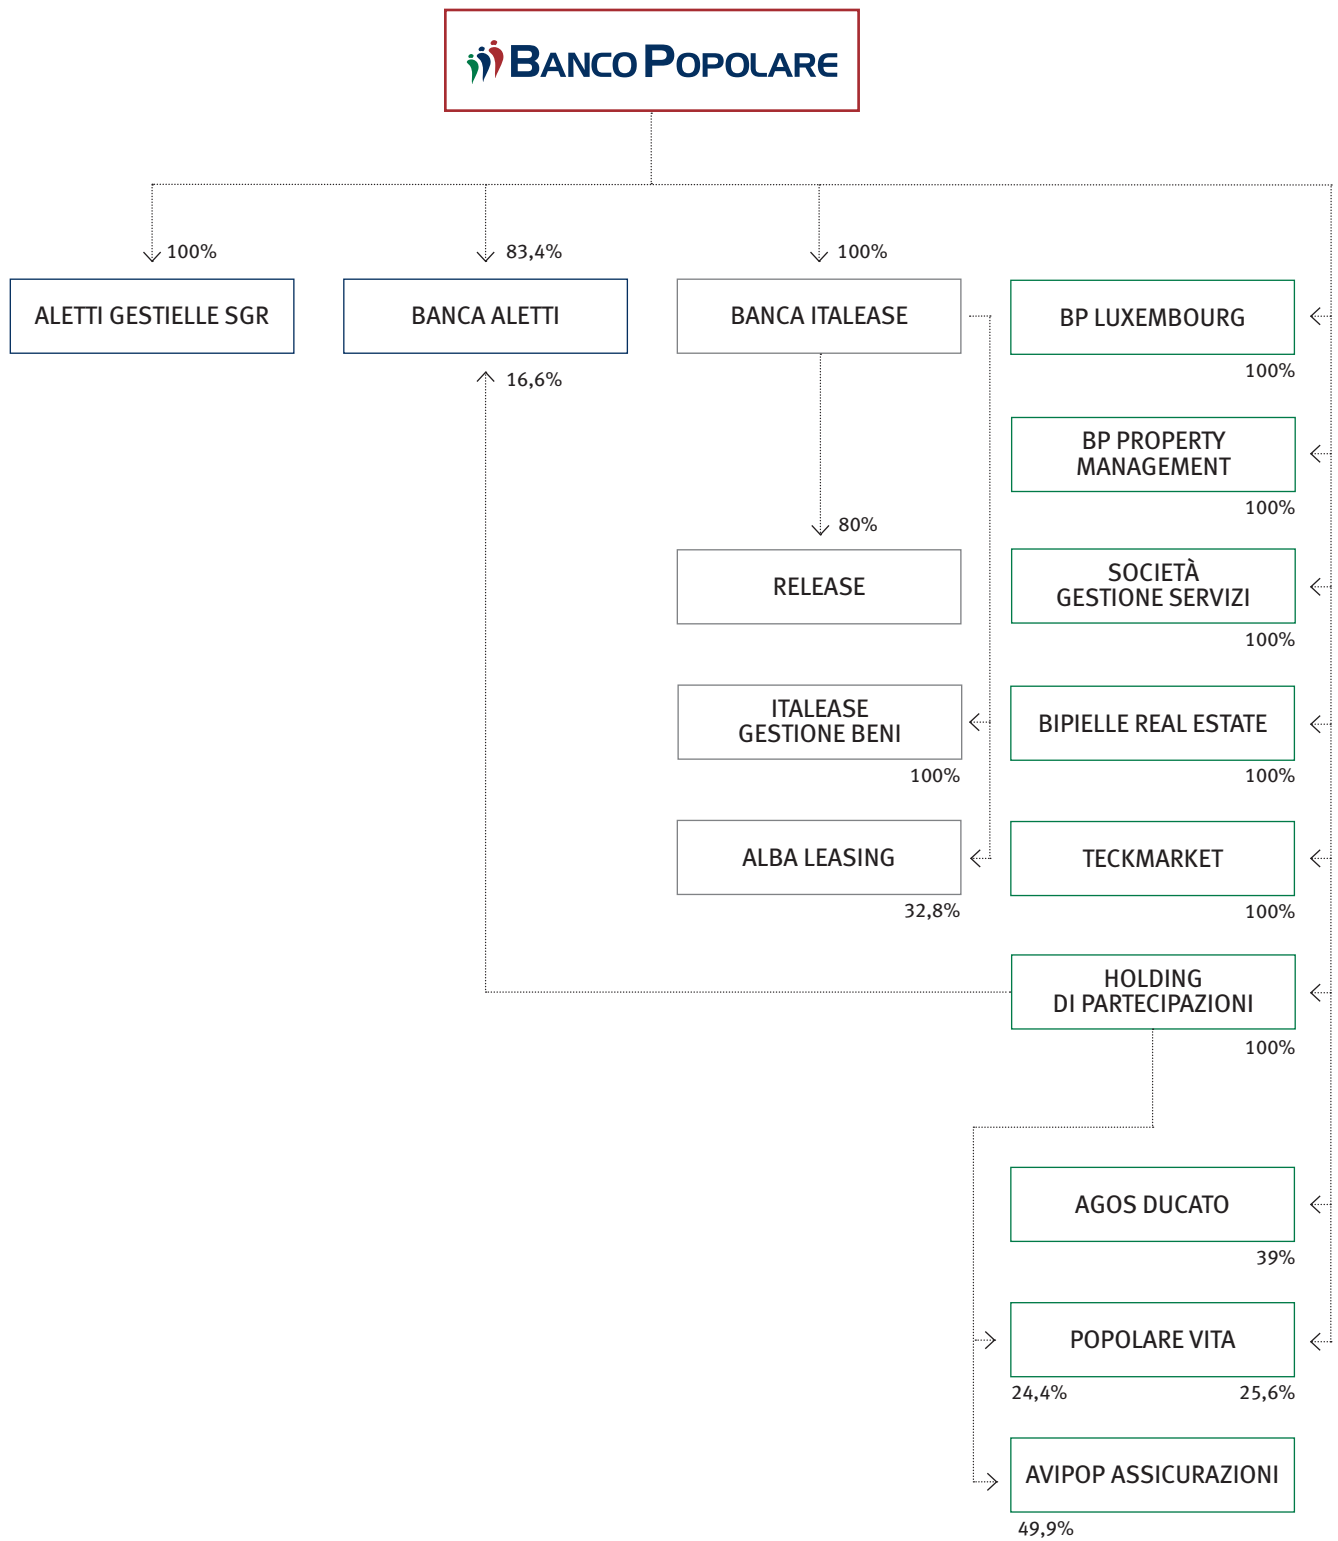 BANCO POPOLARE
100%
83,4%
100%
ALETTI GESTIELLE SGR
BANCA ALETTI
BANCA ITALEASE
BP LUXEMBOURG
100%
16,6%
BP PROPERTY
MANAGEMENT
100%
80%
RELEASE
SOCIETÀ
GESTIONE SERVIZI
100%
ITALEASE
GESTIONE BENI
100%
BIPIELLE REAL ESTATE
100%
ALBA LEASING
32,8%
TECKMARKET
100%
HOLDING
DI PARTECIPAZIONI
100%
AGOS DUCATO
39%
POPOLARE VITA
24,4%
25,6%
AVIPOP ASSICURAZIONI
49,9%